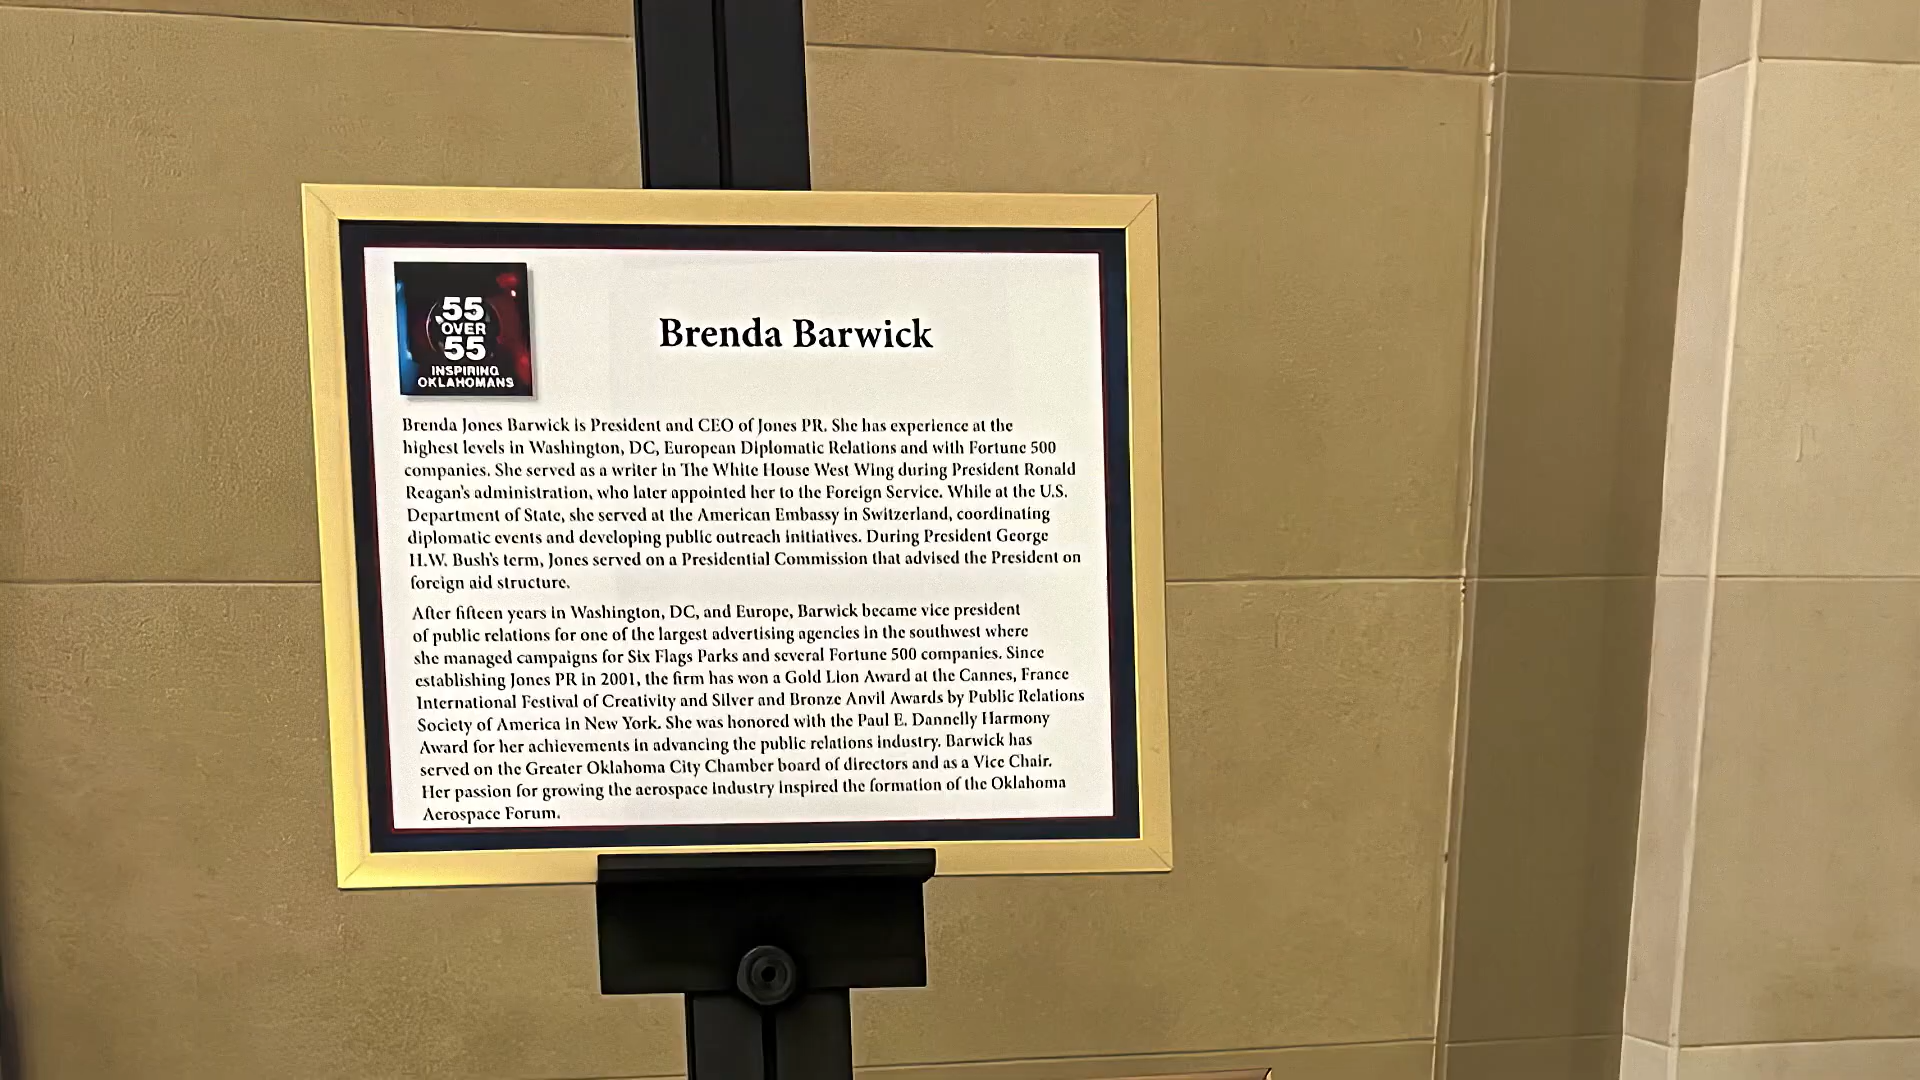 55
OVER
55
INSPIRING
OKLAHOMANS
Brenda Barwick
Brenda Jones Barwick is President and CEO of Jones PR. She has experience at the
highest levels in Washington, DC, European Diplomatic Relations and with Fortune 500
companies. She served as a writer in The White House West Wing during President Ronald
Reagan's administration, who later appointed her to the Foreign Service. While at the U.S.
Department of State, she served at the American Embassy in Switzerland, coordinating
diplomatic events and developing public outreach initiatives. During President George
H.W. Bush's term, Jones served on a Presidential Commission that advised the President on
foreign aid structure.
After fifteen years in Washington, DC, and Europe, Barwick became vice president
of public relations for one of the largest advertising agencies in the southwest where
she managed campaigns for Six Flags Parks and several Fortune 500 companies. Since
establishing Jones PR in 2001, the firm has won a Gold Lion Award at the Cannes, France
International Festival of Creativity and Silver and Bronze Anvil Awards by Public Relations
Society of America in New York. She was honored with the Paul E. Dannelly Harmony
Award for her achievements in advancing the public relations industry. Barwick has
served on the Greater Oklahoma City Chamber board of directors and as a Vice Chair.
Her passion for growing the aerospace industry inspired the formation of the Oklahoma
Aerospace Forum.